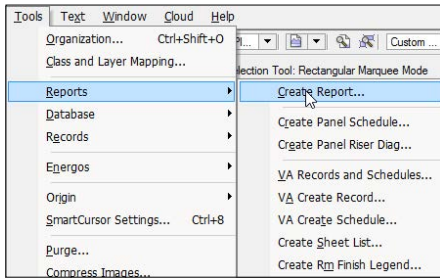 Tools Text Window Cloud Help
Organization... Ctrl+Shift+O
Custom ...
Class and Layer Mapping...
lection Tool: Rectangular Marquee Mode
Reports
Create Report...
Database
Create Panel Schedule...
Records
Create Panel Riser Diag...
Energos
VA Records and Schedules...
Origin
VA Create Record...
SmartCursor Settings... Ctrl+8
VA Create Schedule...
Create Sheet List...
Purge...
Create Rm Finish Legend...
Compress Images...